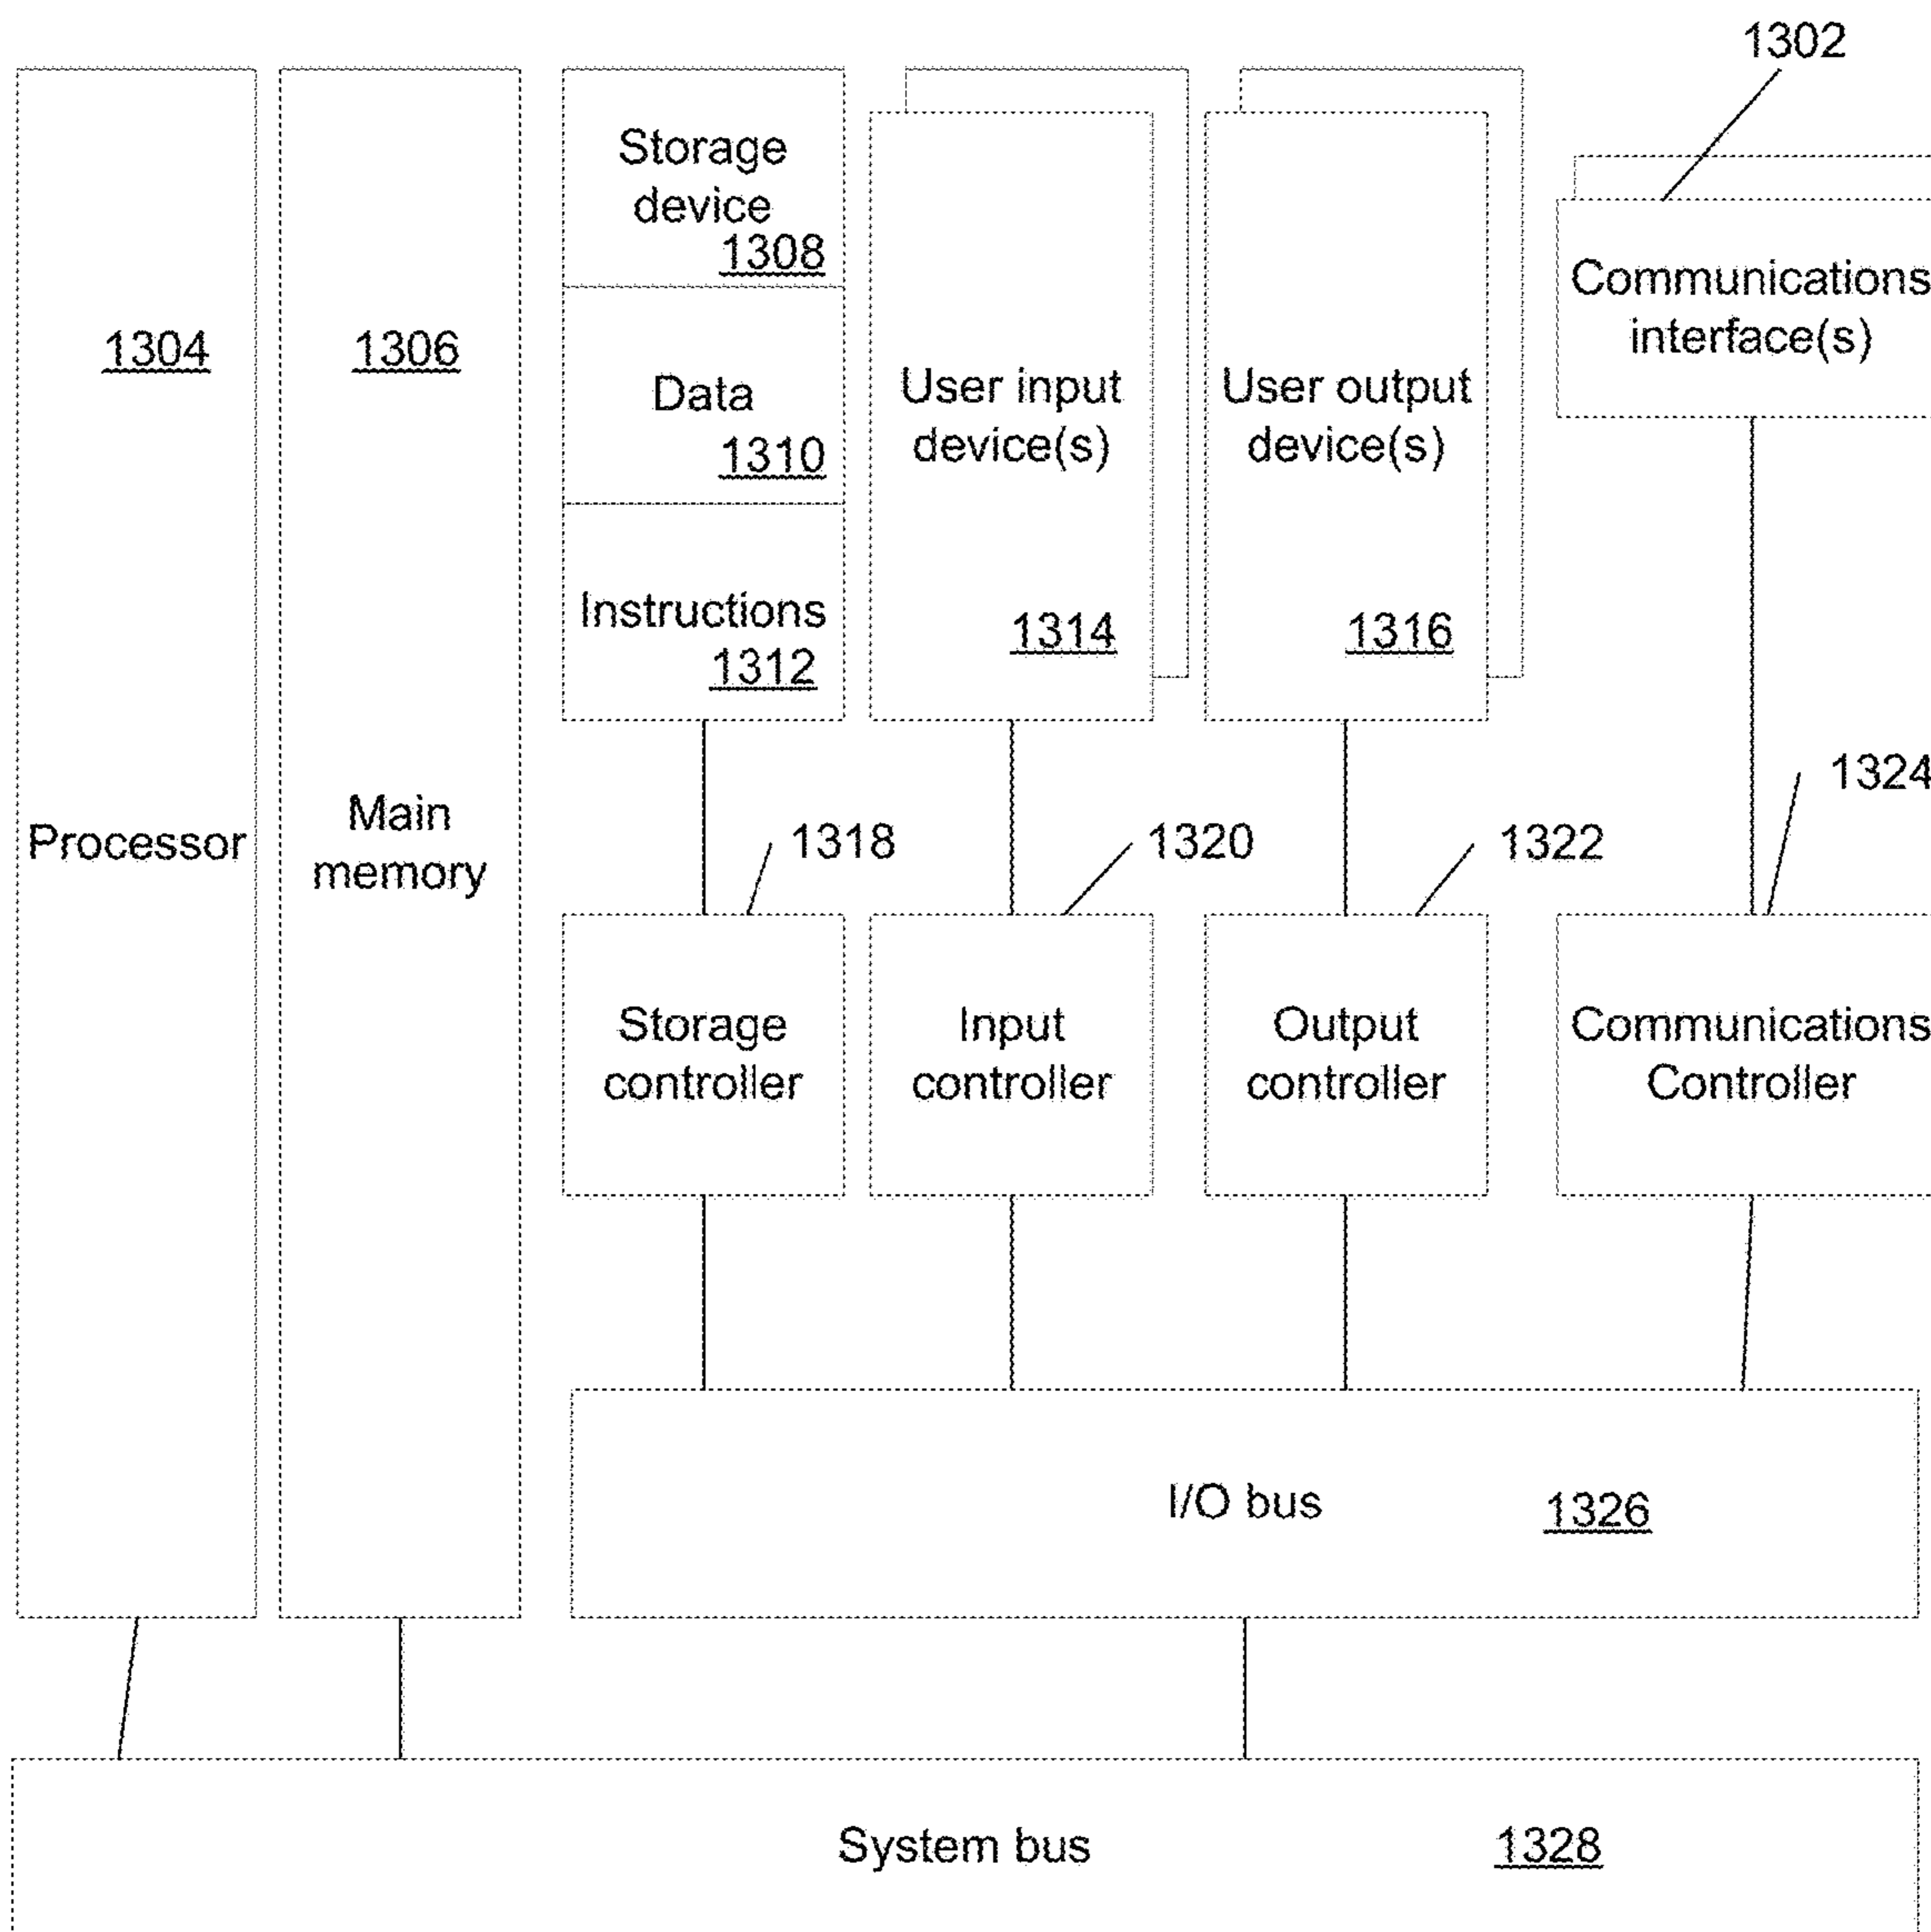 1302
Storage
device
1308
1304
1306
Data
1310
Instructions
1312
User input
device(s)
1314
User output
device(s)
1316
Communications
interface(s)
Processor
Main
memory
1318
1320
1322
1324
Storage
controller
Input
controller
Output
controller
Communications
Controller
I/O bus
1326
System bus
1328